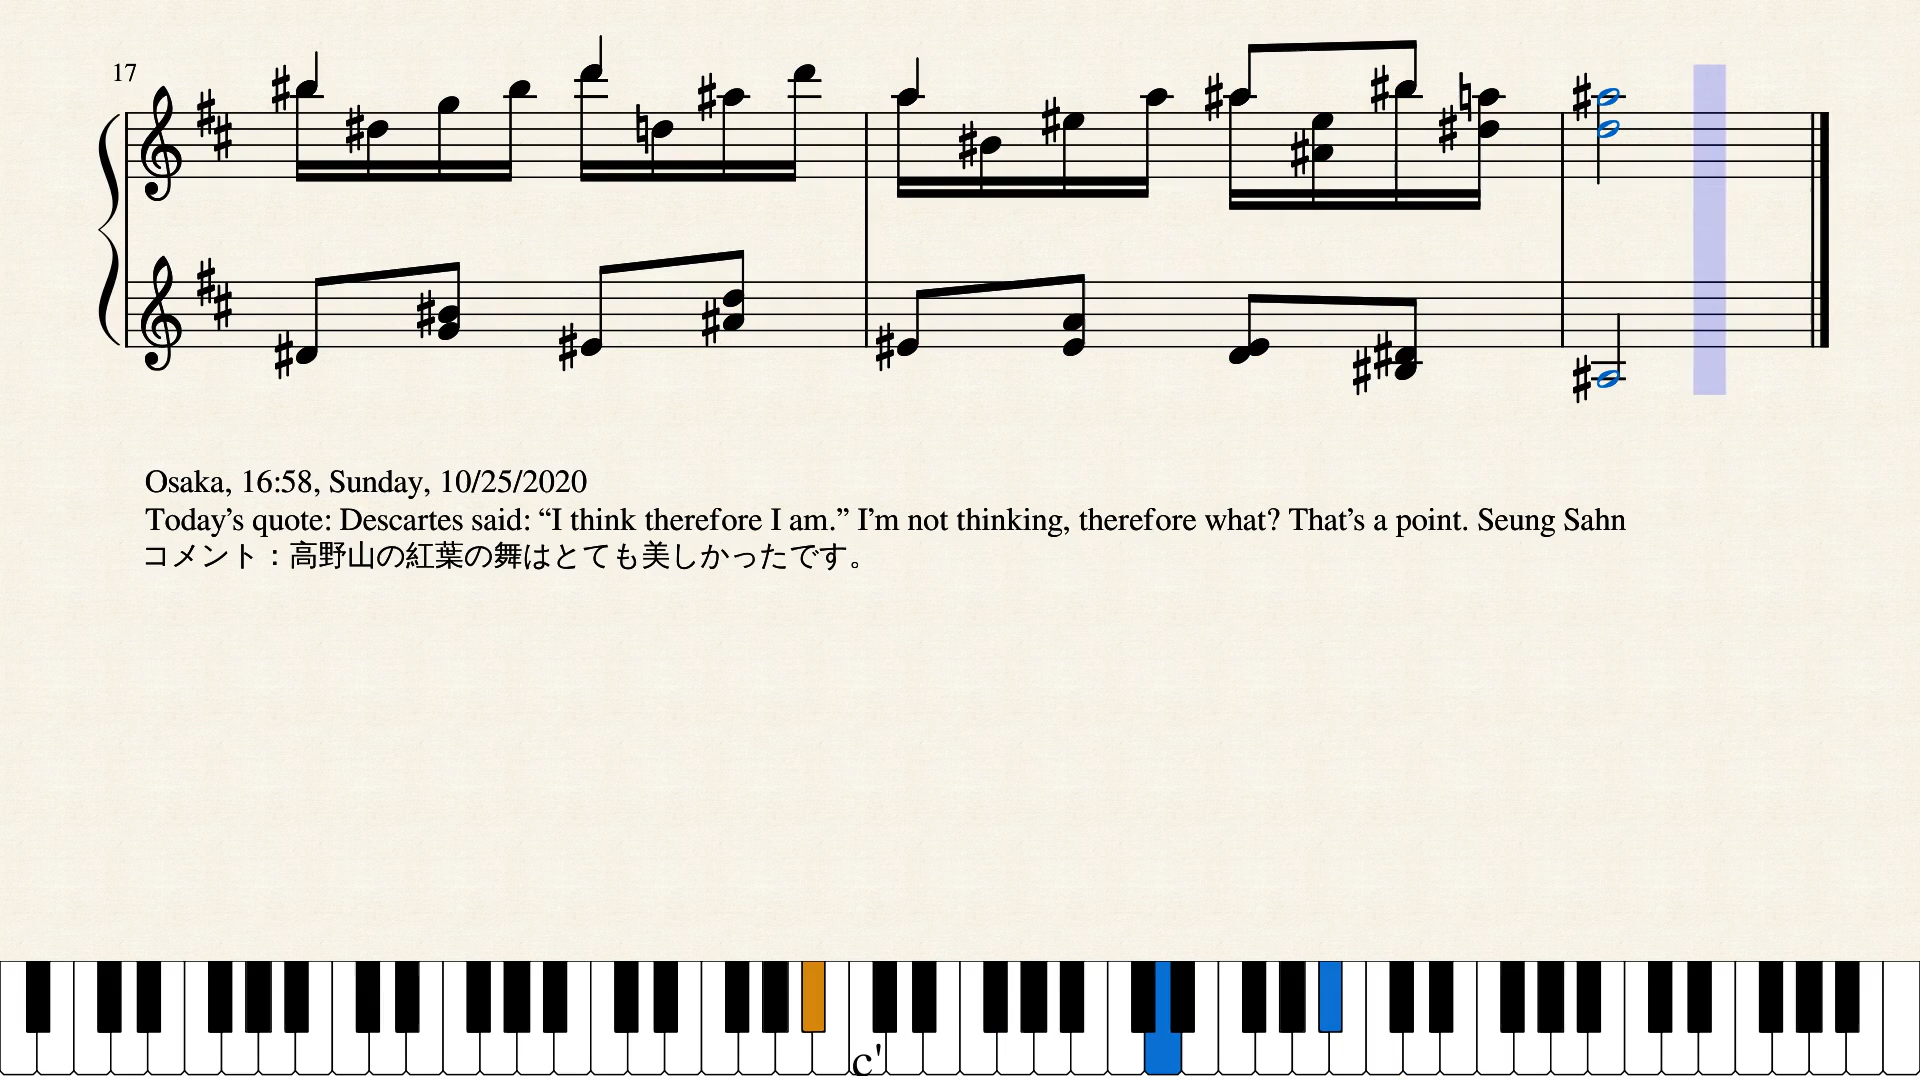 17
Osaka, 16:58, Sunday, 10/25/2020
Today’s quote: Descartes said: “I think therefore I am.” I’m not thinking, therefore what? That’s a point. Seung Sahn
コメント：高野山の紅葉の舞はとても美しかったです。
c'